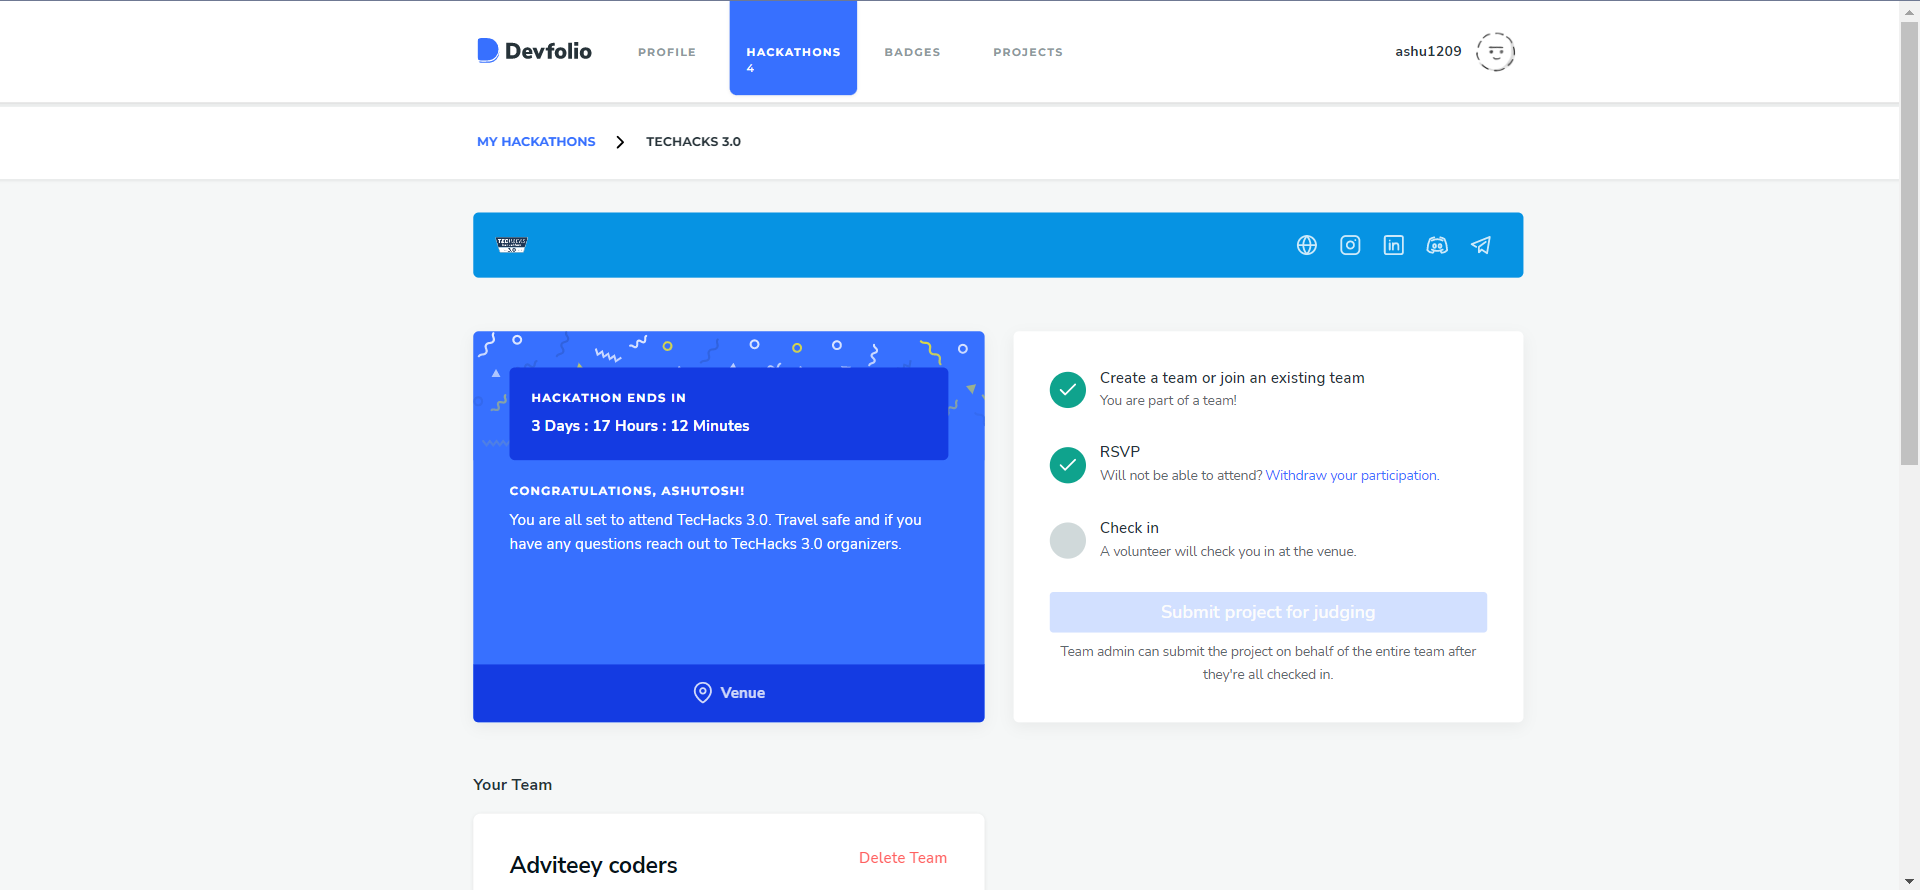 Devfolio
PROFILE
HACKATHONS
4
BADGES
PROJECTS
ashu1209
MY HACKATHONS
TECHACKS 3.0
TECHACKS
3.0
HACKATHON ENDS IN
3 Days : 17 Hours : 12 Minutes
CONGRATULATIONS, ASHUTOSH!
You are all set to attend TecHacks 3.0. Travel safe and if you
have any questions reach out to TecHacks 3.0 organizers.
Venue
Create a team or join an existing team
You are part of a team!
RSVP
Will not be able to attend? Withdraw your participation.
Check in
A volunteer will check you in at the venue.
Submit project for judging
Team admin can submit the project on behalf of the entire team after
they're all checked in.
Your Team
Adviteey coders
Delete Team